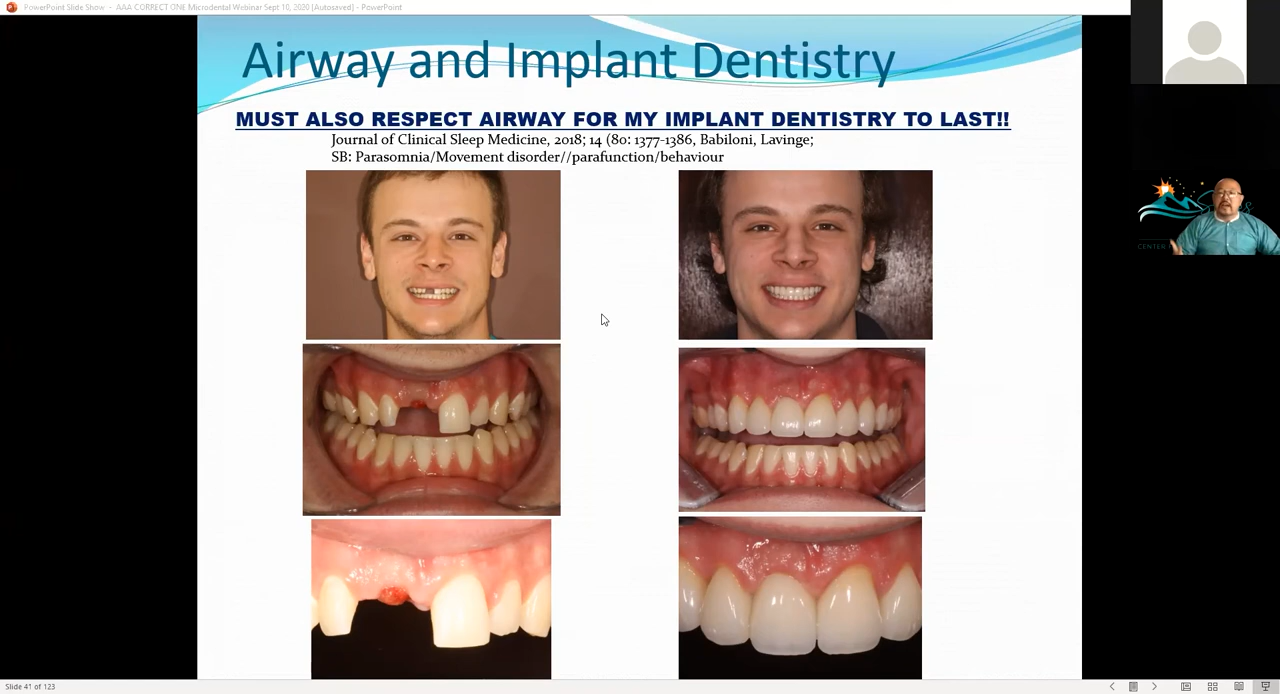 PowerPoint Slide Show - AAA CORRECT ONE Microdental Webinar Sept 10, 2020 [Autosaved] - PowerPoint
Airway and Implant Dentistry
MUST ALSO RESPECT AIRWAY FOR MY IMPLANT DENTISTRY TO LAST!!
Journal of Clinical Sleep Medicine, 2018; 14 (80: 1377-1386, Babiloni, Lavinge;
SB: Parasomnia/Movement disorder//parafunction/behaviour
CENTER
Slide 41 of 123